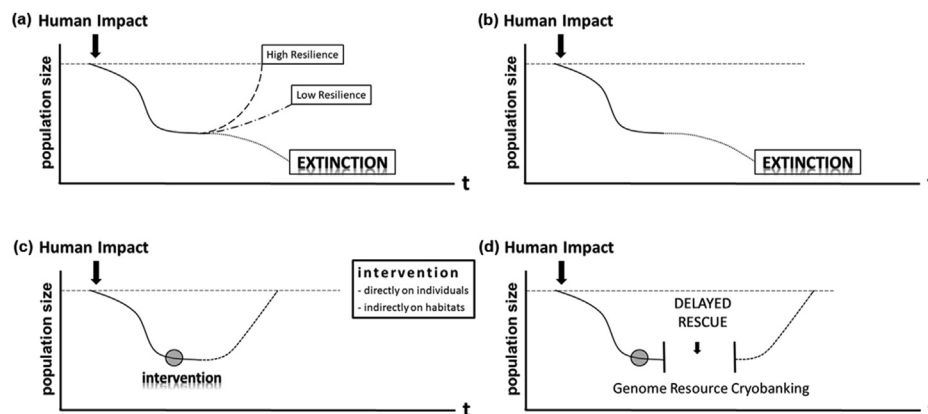 (a) Human Impact
population size
High Resilience
Low Resilience
EXTINCTION
t
(b) Human Impact
population size
EXTINCTION
(c) Human Impact
population size
intervention
- directly on individuals
- indirectly on habitats
intervention
t
(d) Human Impact
population size
DELAYED
RESCUE
Genome Resource Cryobanking